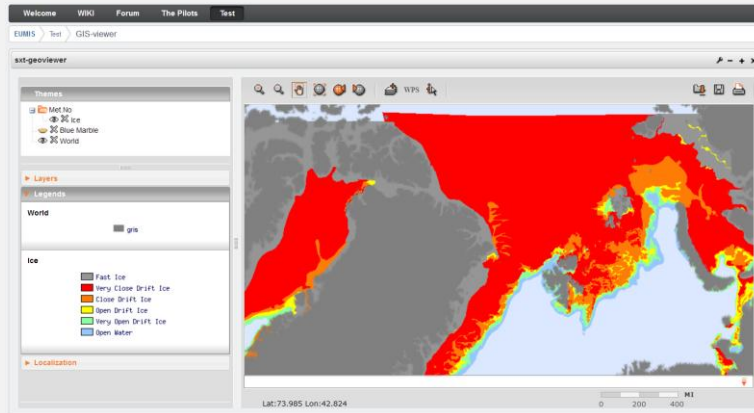 Welcome WIKI Forum The Pilots Test
EUMIS Test GIS-viewer
sxt-geoviewer
Themes
Met.No
Ice
Blue Marble
World
WPS
Layers
Legends
World
gris
Ice
Fast Ice
Very Close Drift Ice
Close Drift Ice
Open Drift Ice
Very Open Drift Ice
Open Water
Localization
Lat:73.985 Lon:42.824
MI
0 200 400